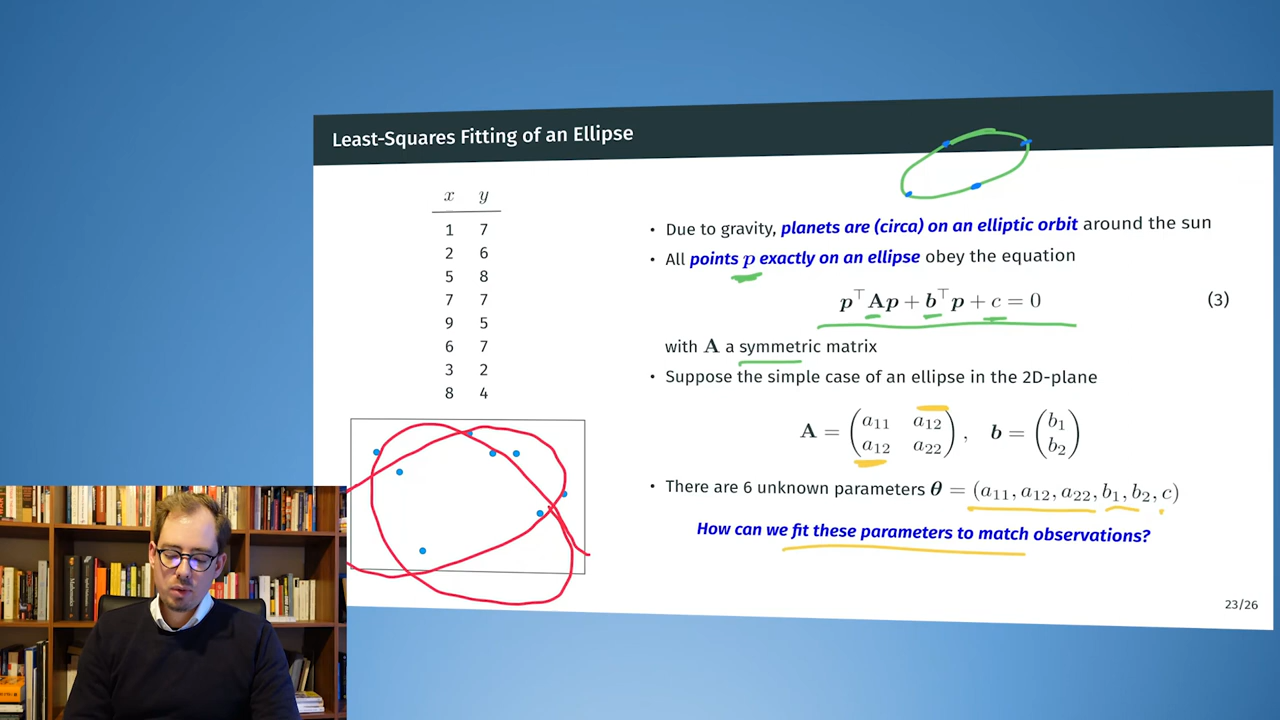 Least-Squares Fitting of an Ellipse
x y
1 7
2 6
5 8
7 7
9 5
6 7
3 2
8 4
• Due to gravity, planets are (circa) on an elliptic orbit around the sun
• All points p exactly on an ellipse obey the equation
p⊤Ap + b⊤p + c = 0 (3)
with A a symmetric matrix
• Suppose the simple case of an ellipse in the 2D-plane
A = (a₁₁ a₁₂
a₁₂ a₂₂), b = (b₁
b₂)
• There are 6 unknown parameters θ = (a₁₁, a₁₂, a₂₂, b₁, b₂, c)
How can we fit these parameters to match observations?
23/26